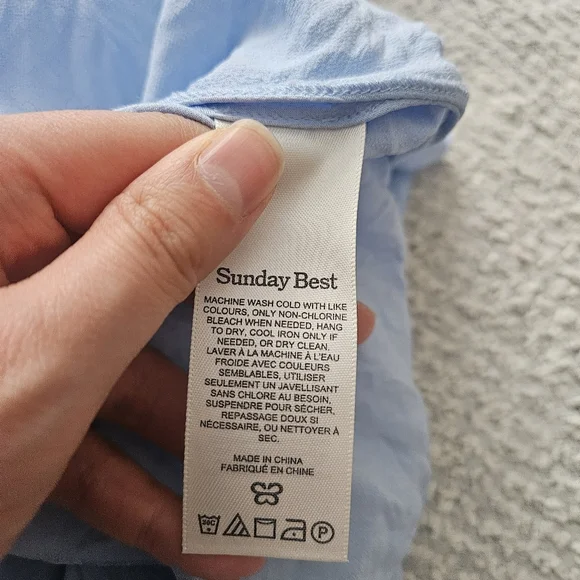 Sunday Best
MACHINE WASH COLD WITH LIKE
COLOURS, ONLY NON-CHLORINE
BLEACH WHEN NEEDED, HANG
TO DRY, COOL IRON ONLY IF
NEEDED, OR DRY CLEAN.
LAVER À LA MACHINE À L'EAU
FROIDE AVEC COULEURS
SEMBLABLES, UTILISER
SEULEMENT UN JAVELLISANT
SANS CHLORE AU BESOIN,
SUSPENDRE POUR SÉCHER,
REPASSAGE DOUX SI
NÉCESSAIRE, OU NETTOYER À
SEC.
MADE IN CHINA
FABRIQUÉ EN CHINE
30C P